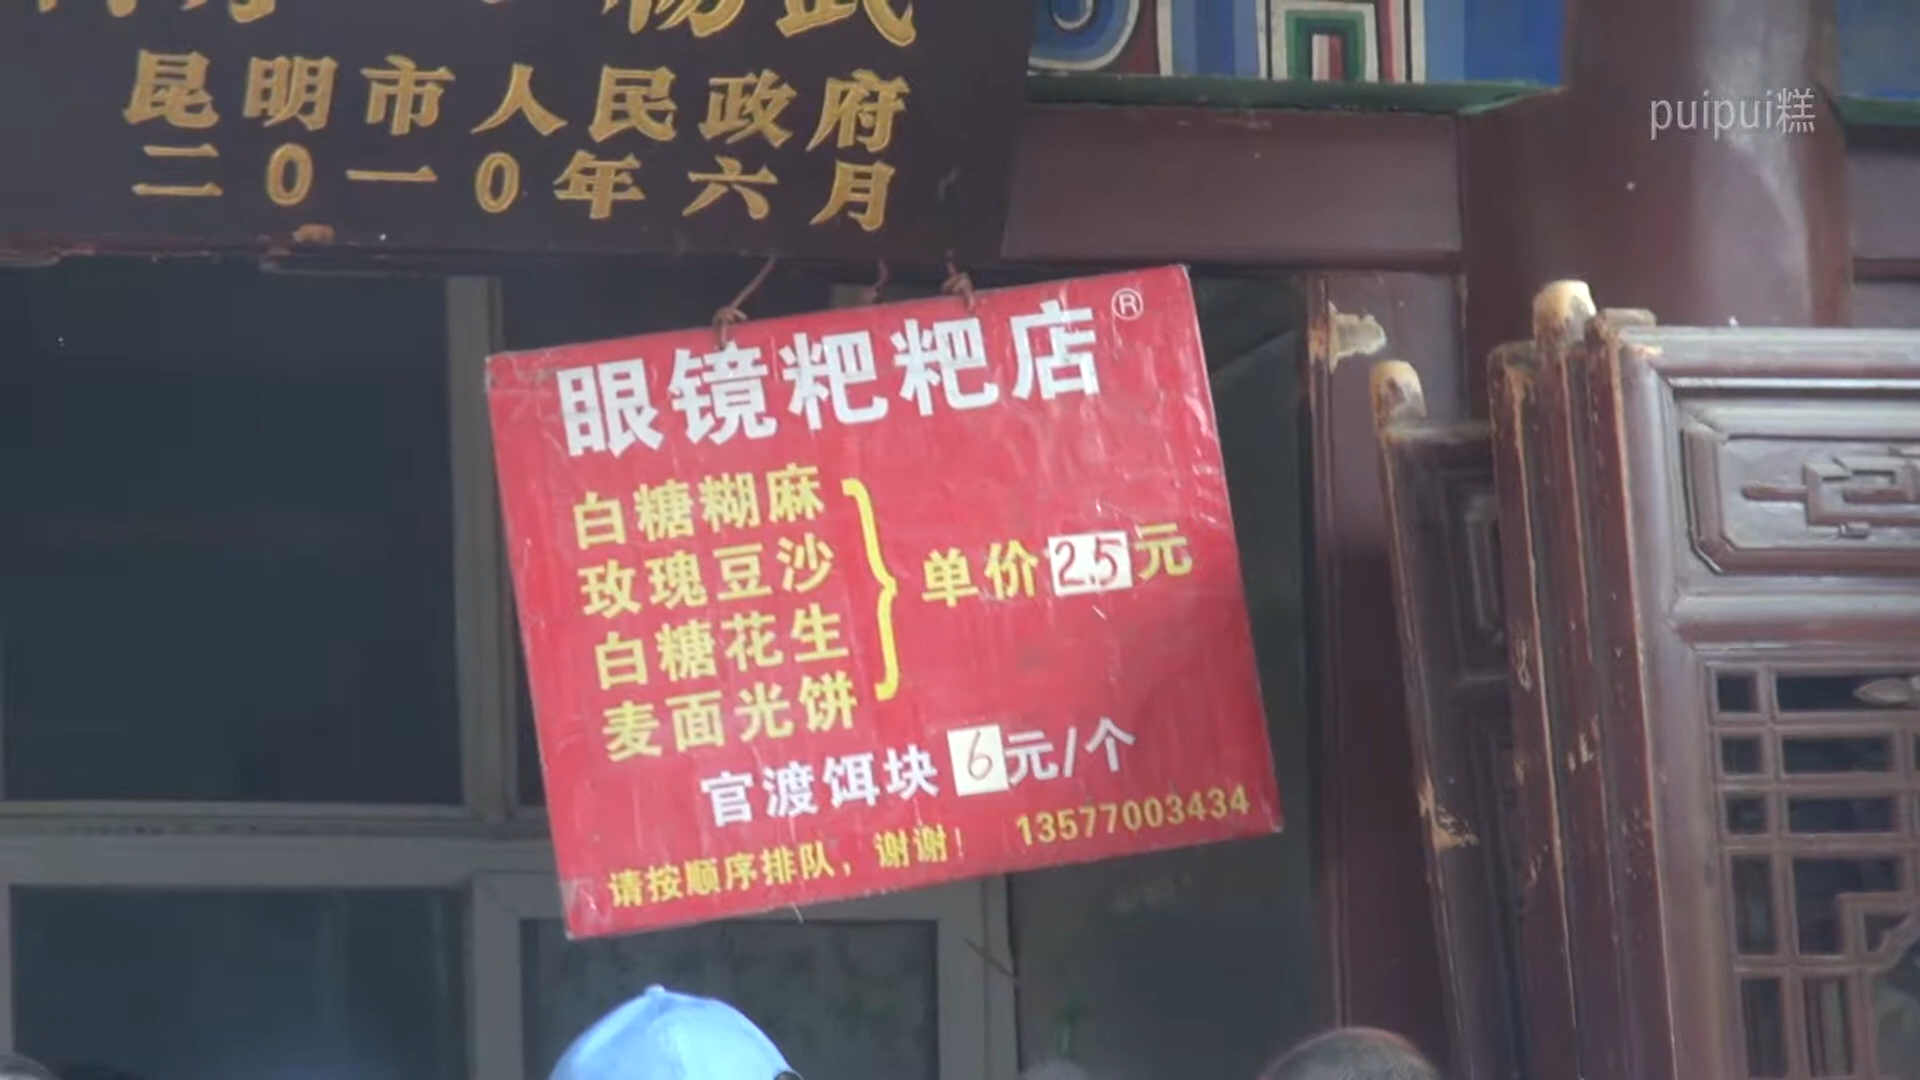 昆明市人民政府
二0一0年六月
puipui糕
眼镜粑粑店®
白糖糊麻
玫瑰豆沙
白糖花生
麦面光饼
单价2.5元
官渡饵块6元/个
请按顺序排队，谢谢！ 13577003434